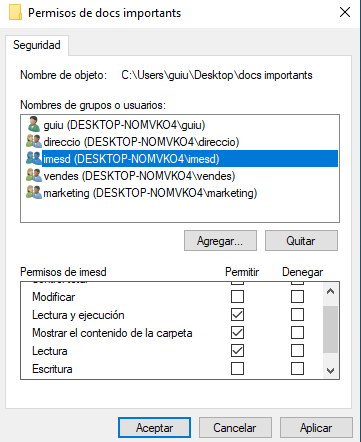 Permisos de docs importants
Seguridad
Nombre de objeto: C:\Users\guiu\Desktop\docs importants
Nombres de grupos o usuarios:
guiu (DESKTOP-NOMVKO4\guiu)
direccio (DESKTOP-NOMVKO4\direccio)
imesd (DESKTOP-NOMVKO4\imesd)
vendes (DESKTOP-NOMVKO4\vendes)
marketing (DESKTOP-NOMVKO4\marketing)
Agregar... Quitar
Permisos de imesd Permitir Denegar
Modificar
Lectura y ejecución
Mostrar el contenido de la carpeta
Lectura
Escritura
Aceptar Cancelar Aplicar